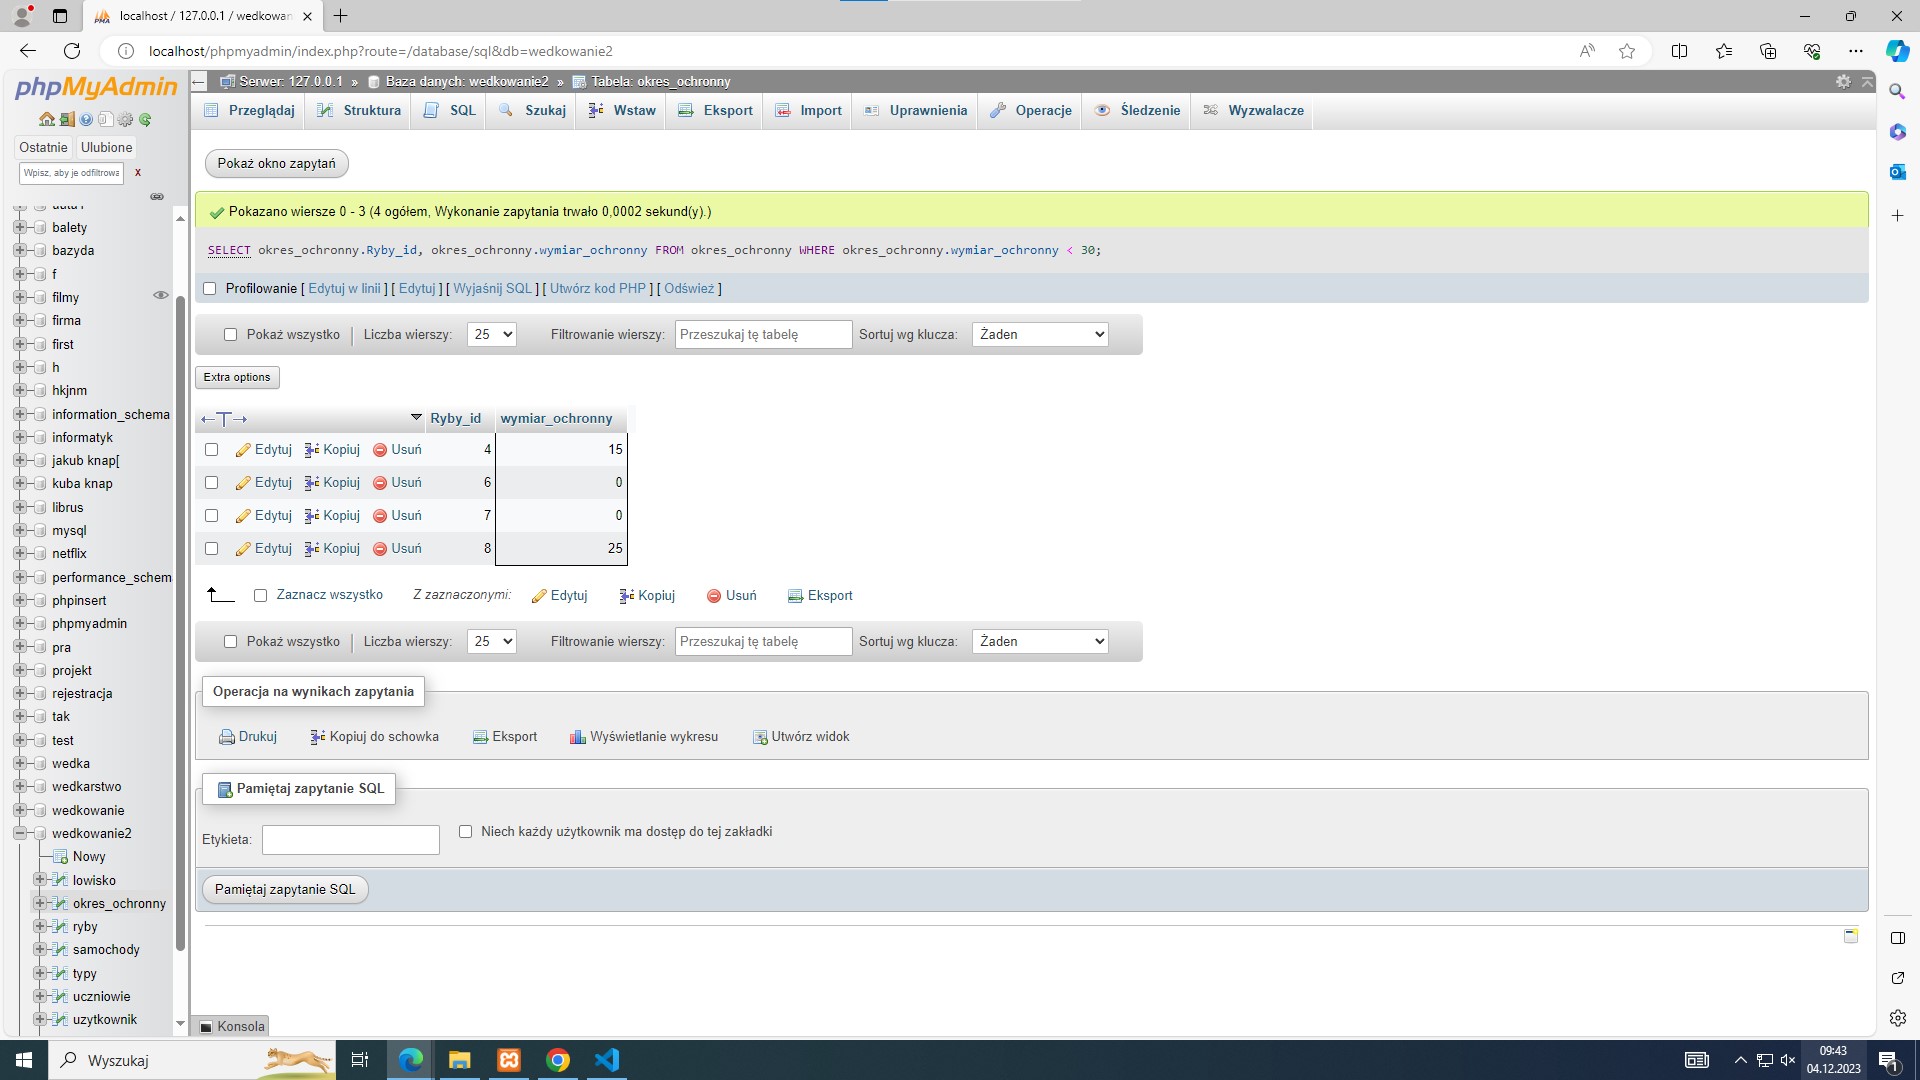 localhost / 127.0.0.1 / wedkowan
localhost/phpmyadmin/index.php?route=/database/sql&db=wedkowanie2
phpMyAdmin
Serwer: 127.0.0.1 » Baza danych: wedkowanie2 » Tabela: okres_ochronny
Przeglądaj Struktura SQL Szukaj Wstaw Eksport Import Uprawnienia Operacje Śledzenie Wyzwalacze
Ostatnie Ulubione
Wpisz, aby je odfiltrowa X
balety
bazyda
f
filmy
firma
first
h
hkjnm
information_schema
informatyk
jakub knap[
kuba knap
librus
mysql
netflix
performance_schem
phpinsert
phpmyadmin
pra
projekt
rejestracja
tak
test
wedka
wedkarstwo
wedkowanie
wedkowanie2
Nowy
lowisko
okres_ochronny
ryby
samochody
typy
uczniowie
uzytkownik
Pokaż okno zapytań
Pokazano wiersze 0 - 3 (4 ogółem, Wykonanie zapytania trwało 0,0002 sekund(y).)
SELECT okres_ochronny.Ryby_id, okres_ochronny.wymiar_ochronny FROM okres_ochronny WHERE okres_ochronny.wymiar_ochronny < 30;
Profilowanie [ Edytuj w linii ] [ Edytuj ] [ Wyjaśnij SQL ] [ Utwórz kod PHP ] [ Odśwież ]
Pokaż wszystko | Liczba wierszy: 25 Filtrowanie wierszy: Przeszukaj tę tabelę Sortuj wg klucza: Żaden
Extra options
←T→ Ryby_id wymiar_ochronny
Edytuj Kopiuj Usuń 4 15
Edytuj Kopiuj Usuń 6 0
Edytuj Kopiuj Usuń 7 0
Edytuj Kopiuj Usuń 8 25
Zaznacz wszystko Z zaznaczonymi: Edytuj Kopiuj Usuń Eksport
Pokaż wszystko | Liczba wierszy: 25 Filtrowanie wierszy: Przeszukaj tę tabelę Sortuj wg klucza: Żaden
Operacja na wynikach zapytania
Drukuj Kopiuj do schowka Eksport Wyświetlanie wykresu Utwórz widok
Pamiętaj zapytanie SQL
Etykieta: Niech każdy użytkownik ma dostęp do tej zakładki
Pamiętaj zapytanie SQL
Konsola
Wyszukaj
09:43
04.12.2023
1